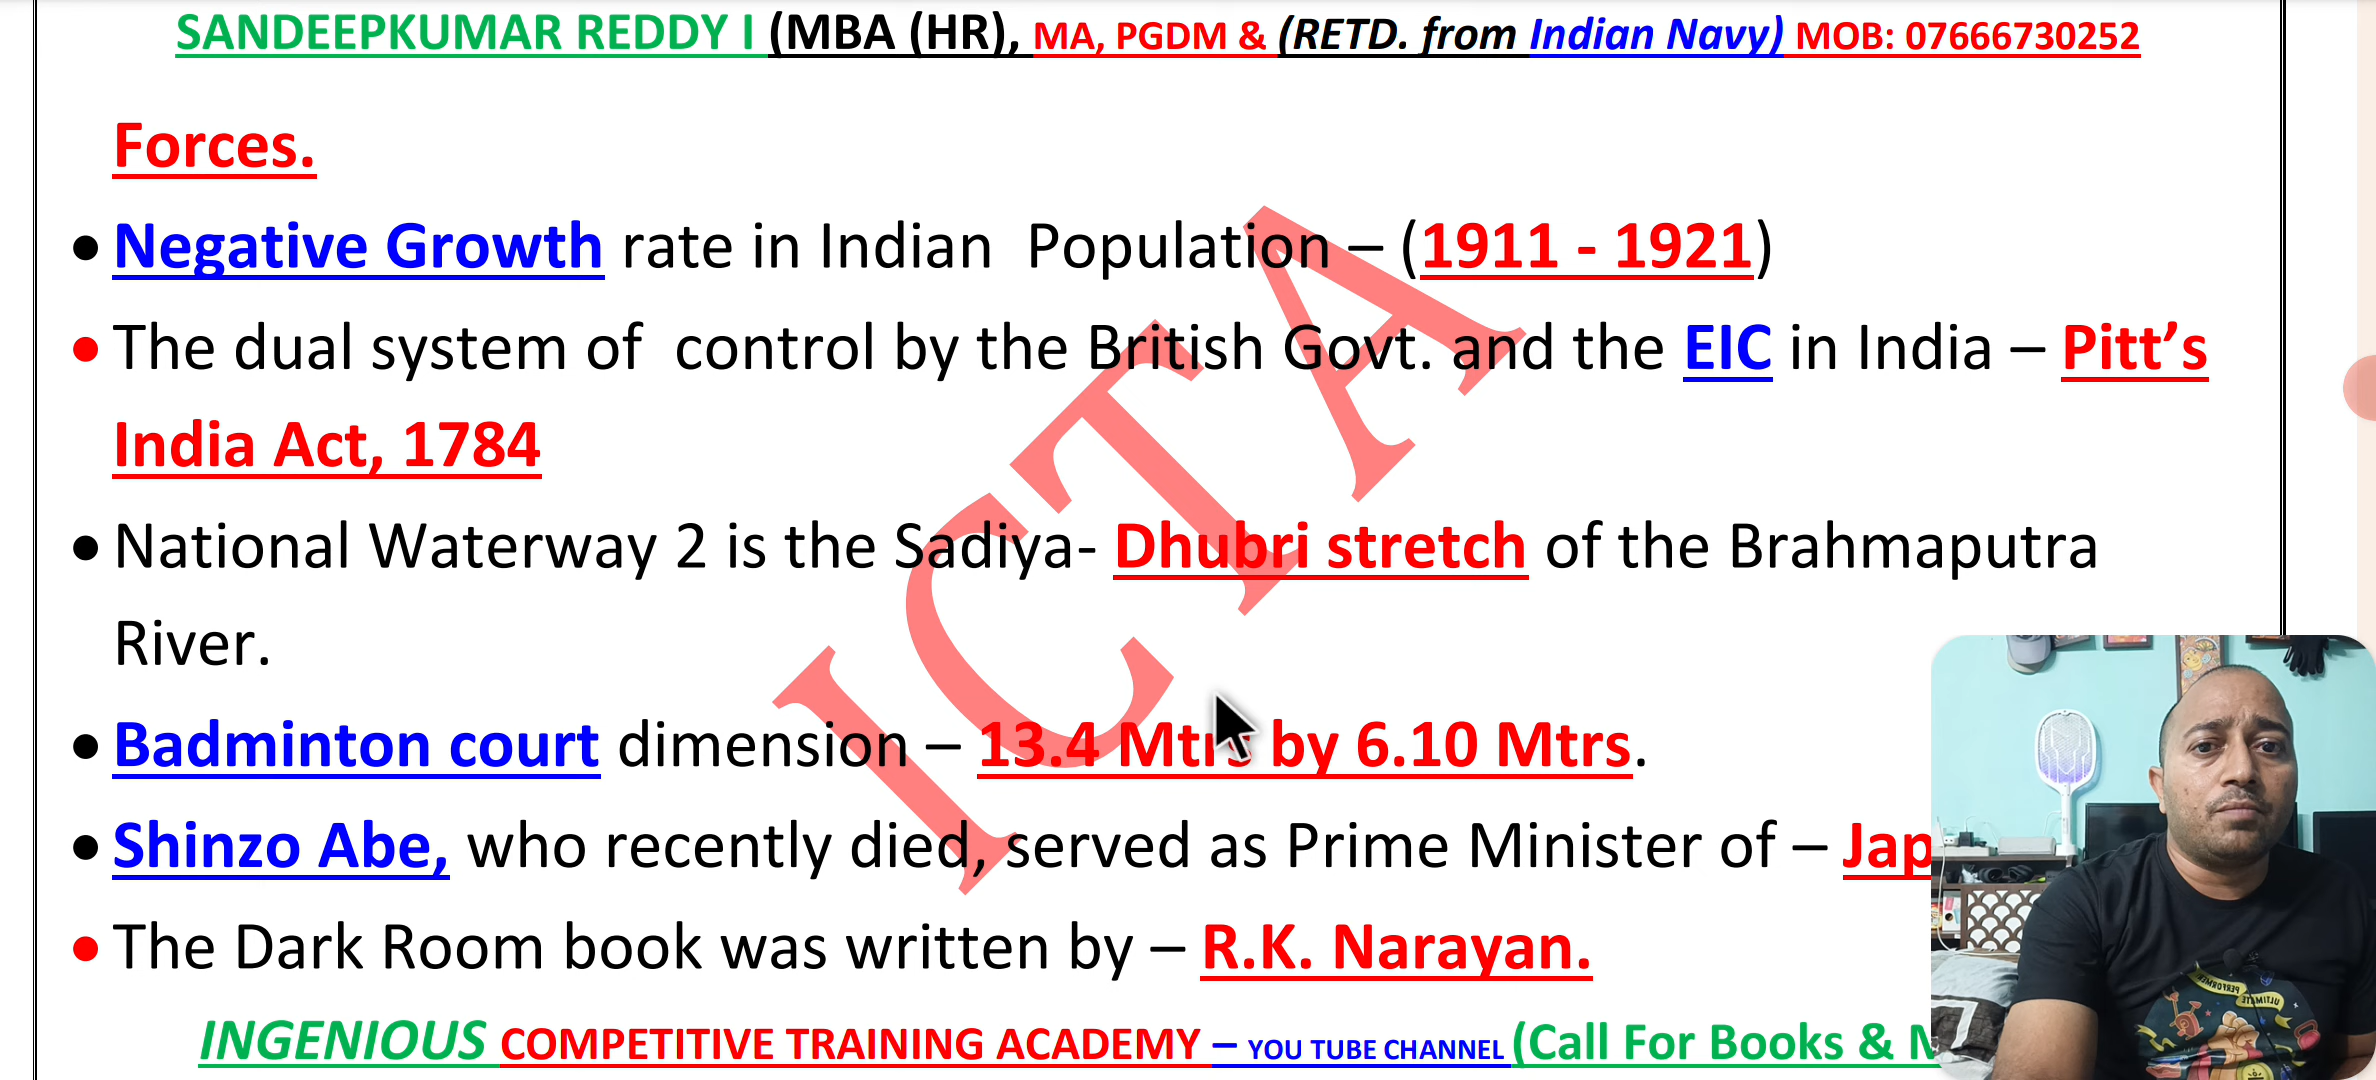 SANDEEPKUMAR REDDY I (MBA (HR), MA, PGDM & (RETD. from Indian Navy) MOB: 07666730252
Forces.
• Negative Growth rate in Indian Population – (1911 - 1921)
• The dual system of control by the British Govt. and the EIC in India – Pitt’s
India Act, 1784
• National Waterway 2 is the Sadiya- Dhubri stretch of the Brahmaputra
River.
• Badminton court dimension – 13.4 Mtrs by 6.10 Mtrs.
• Shinzo Abe, who recently died, served as Prime Minister of – Jap
• The Dark Room book was written by – R.K. Narayan.
INGENIOUS COMPETITIVE TRAINING ACADEMY – YOU TUBE CHANNEL (Call For Books &
ICTA
ULTIMATE